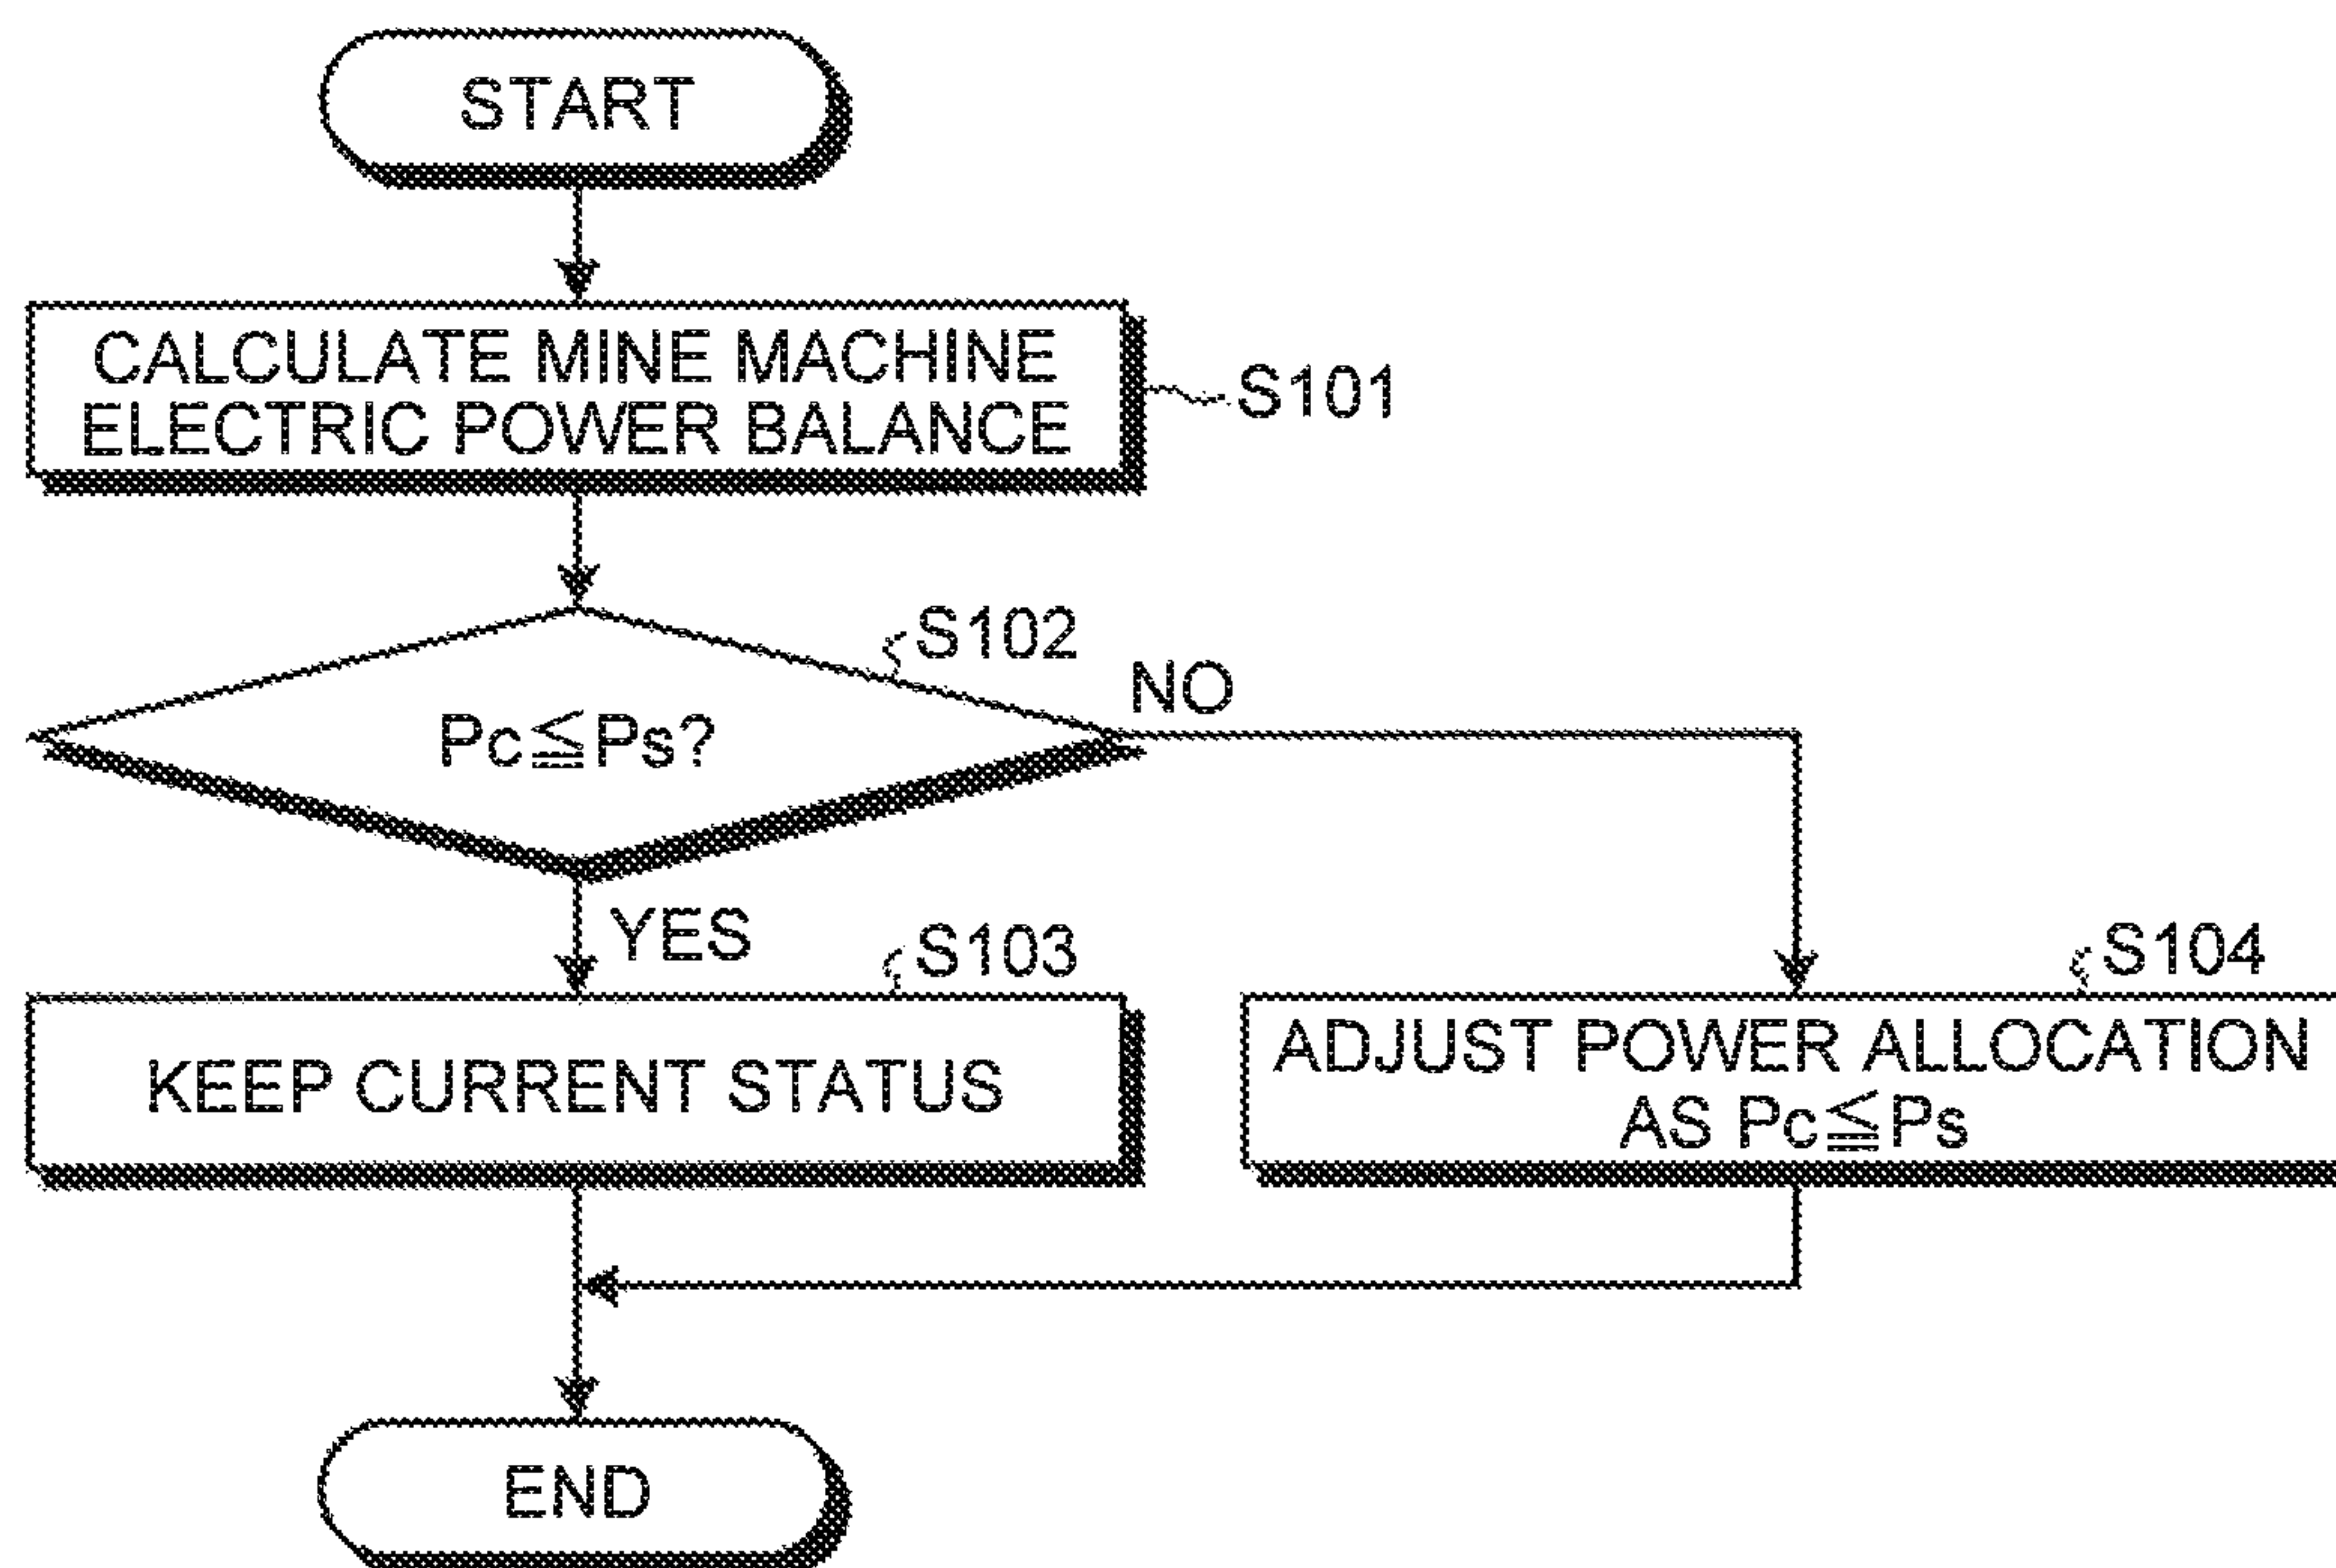 START
CALCULATE MINE MACHINE
ELECTRIC POWER BALANCE
S101
S102
NO
Pc≦Ps?
YES
S103
S104
KEEP CURRENT STATUS
ADJUST POWER ALLOCATION
AS Pc≦Ps
END